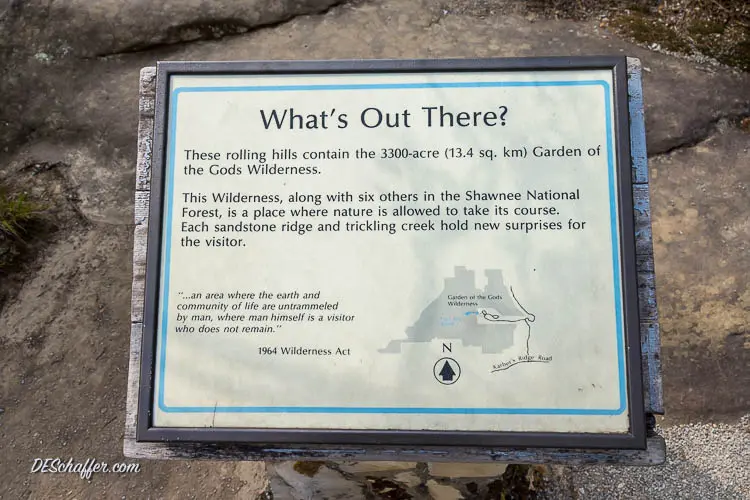 What's Out There?
These rolling hills contain the 3300-acre (13.4 sq. km) Garden of
the Gods Wilderness.
This Wilderness, along with six others in the Shawnee National
Forest, is a place where nature is allowed to take its course.
Each sandstone ridge and trickling creek hold new surprises for
the visitor.
"...an area where the earth and
community of life are untrammeled
by man, where man himself is a visitor
who does not remain."
1964 Wilderness Act
Garden of the Gods
Wilderness
N
Karber's Ridge Road
DESchaffer.com